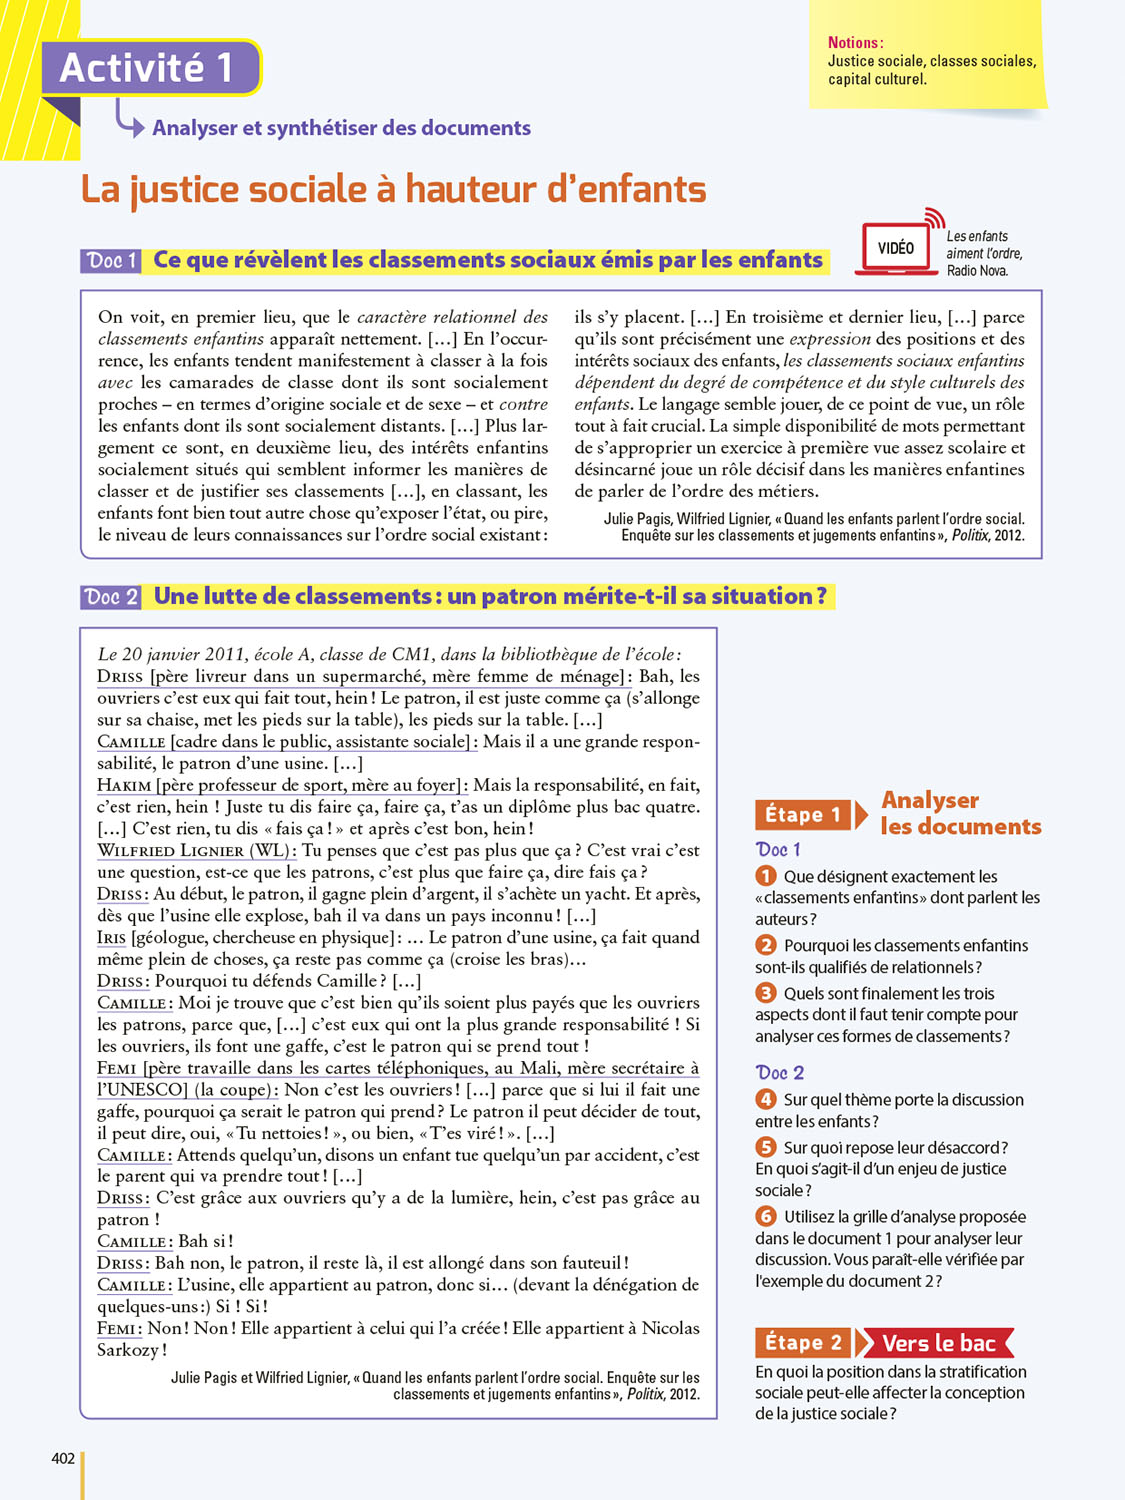 Activité 1
Notions :
Justice sociale, classes sociales,
capital culturel.
Analyser et synthétiser des documents
La justice sociale à hauteur d’enfants
Doc 1 Ce que révèlent les classements sociaux émis par les enfants
VIDÉO
Les enfants
aiment l’ordre,
Radio Nova.
On voit, en premier lieu, que le caractère relationnel des
classements enfantins apparaît nettement. […] En l’occur-
rence, les enfants tendent manifestement à classer à la fois
avec les camarades de classe dont ils sont socialement
proches – en termes d’origine sociale et de sexe – et contre
les enfants dont ils sont socialement distants. […] Plus lar-
gement ce sont, en deuxième lieu, des intérêts enfantins
socialement situés qui semblent informer les manières de
classer et de justifier ses classements […], en classant, les
enfants font bien tout autre chose qu’exposer l’état, ou pire,
le niveau de leurs connaissances sur l’ordre social existant :
ils s’y placent. […] En troisième et dernier lieu, […] parce
qu’ils sont précisément une expression des positions et des
intérêts sociaux des enfants, les classements sociaux enfantins
dépendent du degré de compétence et du style culturels des
enfants. Le langage semble jouer, de ce point de vue, un rôle
tout à fait crucial. La simple disponibilité de mots permettant
de s’approprier un exercice à première vue assez scolaire et
désincarné joue un rôle décisif dans les manières enfantines
de parler de l’ordre des métiers.
Julie Pagis, Wilfried Lignier, « Quand les enfants parlent l’ordre social.
Enquête sur les classements et jugements enfantins », Politix, 2012.
Doc 2 Une lutte de classements : un patron mérite-t-il sa situation ?
Le 20 janvier 2011, école A, classe de CM1, dans la bibliothèque de l’école :
DRISS [père livreur dans un supermarché, mère femme de ménage] : Bah, les
ouvriers c’est eux qui fait tout, hein ! Le patron, il est juste comme ça (s’allonge
sur sa chaise, met les pieds sur la table), les pieds sur la table. […]
CAMILLE [cadre dans le public, assistante sociale] : Mais il a une grande respon-
sabilité, le patron d’une usine. […]
HAKIM [père professeur de sport, mère au foyer] : Mais la responsabilité, en fait,
c’est rien, hein ! Juste tu dis faire ça, faire ça, t’as un diplôme plus bac quatre.
[…] C’est rien, tu dis « fais ça ! » et après c’est bon, hein !
WILFRIED LIGNIER (WL) : Tu penses que c’est pas plus que ça ? C’est vrai c’est
une question, est-ce que les patrons, c’est plus que faire ça, dire fais ça ?
DRISS : Au début, le patron, il gagne plein d’argent, il s’achète un yacht. Et après,
dès que l’usine elle explose, bah il va dans un pays inconnu ! […]
IRIS [géologue, chercheuse en physique] : … Le patron d’une usine, ça fait quand
même plein de choses, ça reste pas comme ça (croise les bras)…
DRISS : Pourquoi tu défends Camille ? […]
CAMILLE : Moi je trouve que c’est bien qu’ils soient plus payés que les ouvriers
les patrons, parce que, […] c’est eux qui ont la plus grande responsabilité ! Si
les ouvriers, ils font une gaffe, c’est le patron qui se prend tout !
FEMI [père travaille dans les cartes téléphoniques, au Mali, mère secrétaire à
l’UNESCO] (la coupe) : Non c’est les ouvriers ! […] parce que si lui il fait une
gaffe, pourquoi ça serait le patron qui prend ? Le patron il peut décider de tout,
il peut dire, oui, « Tu nettoies ! », ou bien, « T’es viré ! ». […]
CAMILLE : Attends quelqu’un, disons un enfant tue quelqu’un par accident, c’est
le parent qui va prendre tout ! […]
DRISS : C’est grâce aux ouvriers qu’y a de la lumière, hein, c’est pas grâce au
patron !
CAMILLE : Bah si !
DRISS : Bah non, le patron, il reste là, il est allongé dans son fauteuil !
CAMILLE : L’usine, elle appartient au patron, donc si… (devant la dénégation de
quelques-uns :) Si ! Si !
FEMI : Non ! Non ! Elle appartient à celui qui l’a créée ! Elle appartient à Nicolas
Sarkozy !
Julie Pagis et Wilfried Lignier, « Quand les enfants parlent l’ordre social. Enquête sur les
classements et jugements enfantins », Politix, 2012.
Étape 1 Analyser
les documents
Doc 1
1 Que désignent exactement les
« classements enfantins » dont parlent les
auteurs ?
2 Pourquoi les classements enfantins
sont-ils qualifiés de relationnels ?
3 Quels sont finalement les trois
aspects dont il faut tenir compte pour
analyser ces formes de classements ?
Doc 2
4 Sur quel thème porte la discussion
entre les enfants ?
5 Sur quoi repose leur désaccord ?
En quoi s’agit-il d’un enjeu de justice
sociale ?
6 Utilisez la grille d’analyse proposée
dans le document 1 pour analyser leur
discussion. Vous paraît-elle vérifiée par
l'exemple du document 2 ?
Étape 2 Vers le bac
En quoi la position dans la stratification
sociale peut-elle affecter la conception
de la justice sociale ?
402